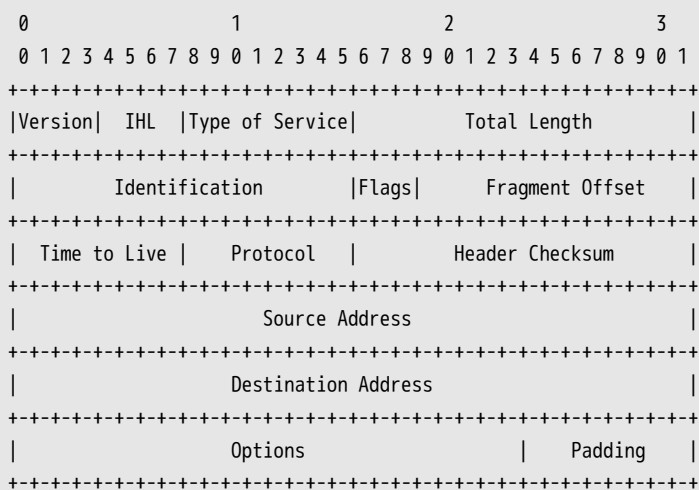 0                   1                   2                   3
 0 1 2 3 4 5 6 7 8 9 0 1 2 3 4 5 6 7 8 9 0 1 2 3 4 5 6 7 8 9 0 1
+-+-+-+-+-+-+-+-+-+-+-+-+-+-+-+-+-+-+-+-+-+-+-+-+-+-+-+-+-+-+-+-+
|Version|  IHL  |Type of Service|          Total Length         |
+-+-+-+-+-+-+-+-+-+-+-+-+-+-+-+-+-+-+-+-+-+-+-+-+-+-+-+-+-+-+-+-+
|         Identification        |Flags|      Fragment Offset    |
+-+-+-+-+-+-+-+-+-+-+-+-+-+-+-+-+-+-+-+-+-+-+-+-+-+-+-+-+-+-+-+-+
|  Time to Live |    Protocol   |         Header Checksum       |
+-+-+-+-+-+-+-+-+-+-+-+-+-+-+-+-+-+-+-+-+-+-+-+-+-+-+-+-+-+-+-+-+
|                       Source Address                          |
+-+-+-+-+-+-+-+-+-+-+-+-+-+-+-+-+-+-+-+-+-+-+-+-+-+-+-+-+-+-+-+-+
|                    Destination Address                        |
+-+-+-+-+-+-+-+-+-+-+-+-+-+-+-+-+-+-+-+-+-+-+-+-+-+-+-+-+-+-+-+-+
|                    Options                    |    Padding    |
+-+-+-+-+-+-+-+-+-+-+-+-+-+-+-+-+-+-+-+-+-+-+-+-+-+-+-+-+-+-+-+-+